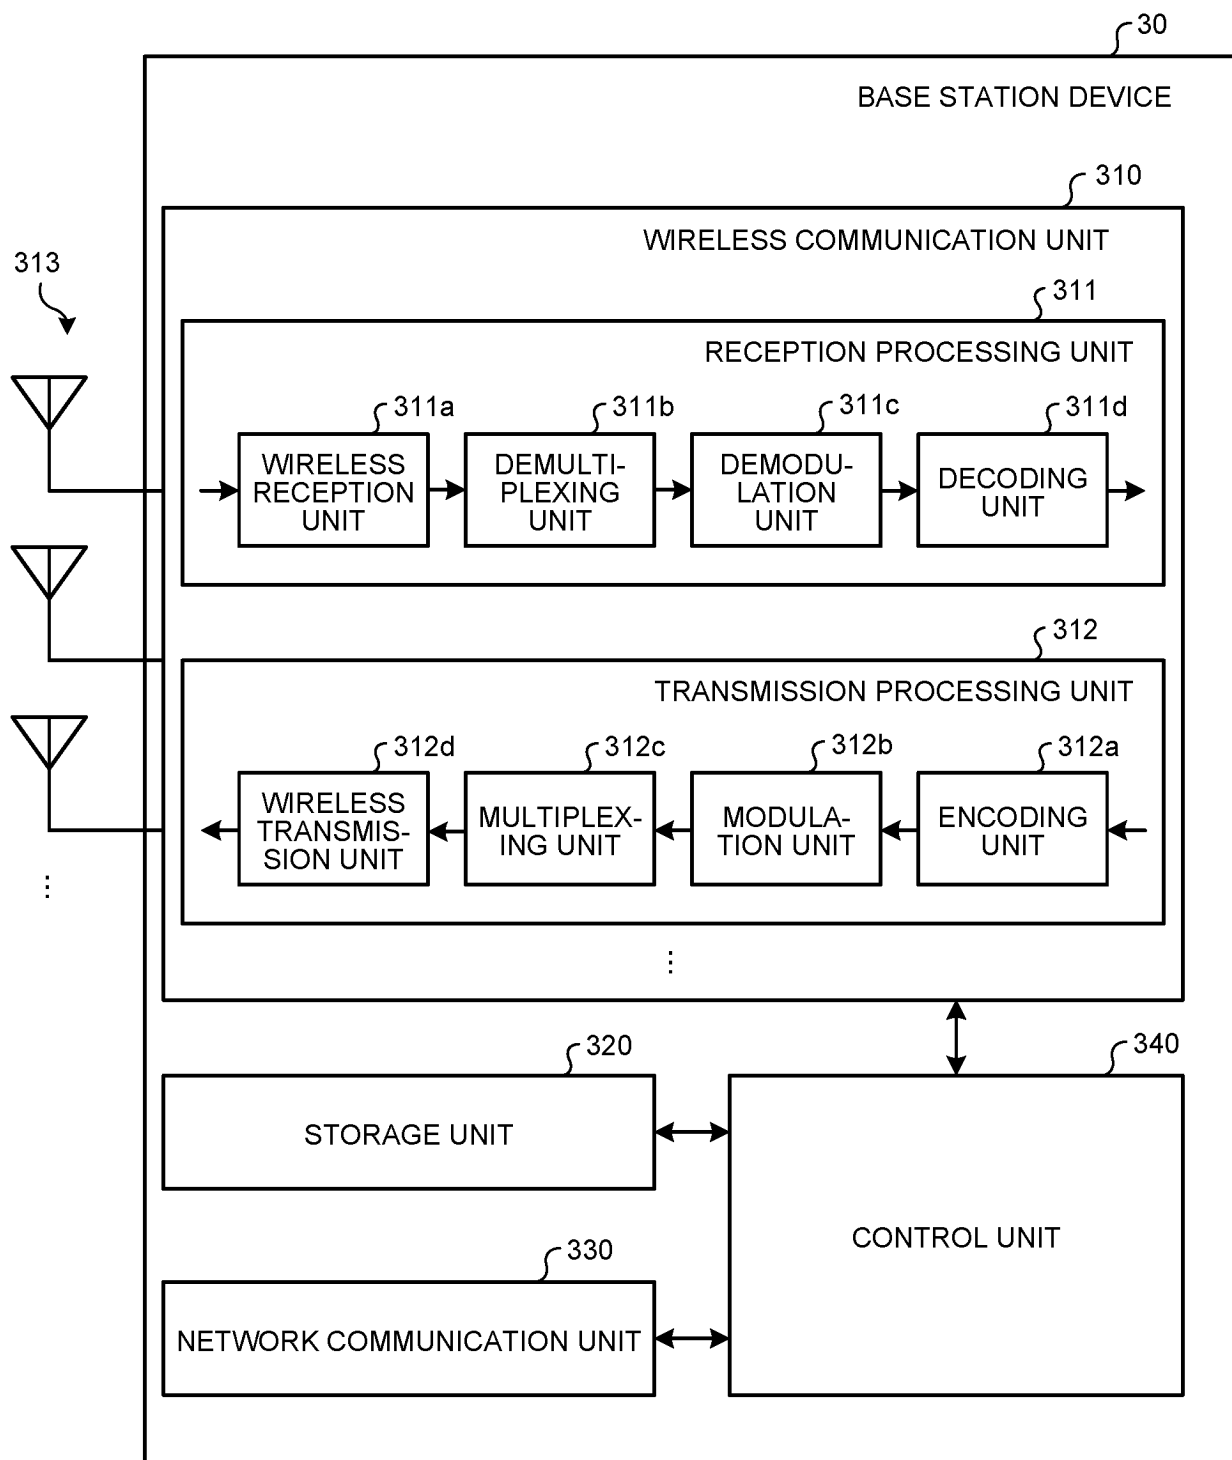 30
BASE STATION DEVICE
310
WIRELESS COMMUNICATION UNIT
313
311
RECEPTION PROCESSING UNIT
311a
311b
311c
311d
WIRELESS
RECEPTION
UNIT
DEMULTI-
PLEXING
UNIT
DEMODU-
LATION
UNIT
DECODING
UNIT
312
TRANSMISSION PROCESSING UNIT
312d
312c
312b
312a
WIRELESS
TRANSMIS-
SION UNIT
MULTIPLEX-
ING UNIT
MODULA-
TION UNIT
ENCODING
UNIT
...
...
320
STORAGE UNIT
340
CONTROL UNIT
330
NETWORK COMMUNICATION UNIT